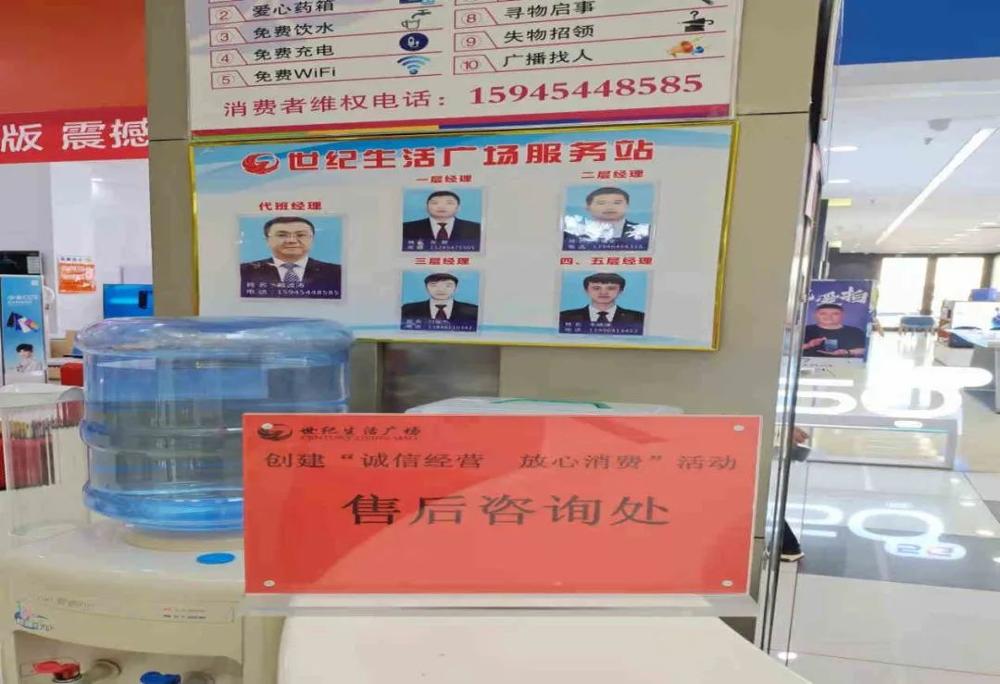 ② 爱心药箱
③ 免费饮水
④ 免费充电
⑤ 免费WiFi
⑧ 寻物启事
⑨ 失物招领
⑩ 广播找人
消费者维权电话：15945448585
版 震撼
世纪生活广场服务站
代班经理
一层经理
二层经理
三层经理
四、五层经理
电话：15945448585
世纪生活广场
创建“诚信经营 放心消费”活动
售后咨询处